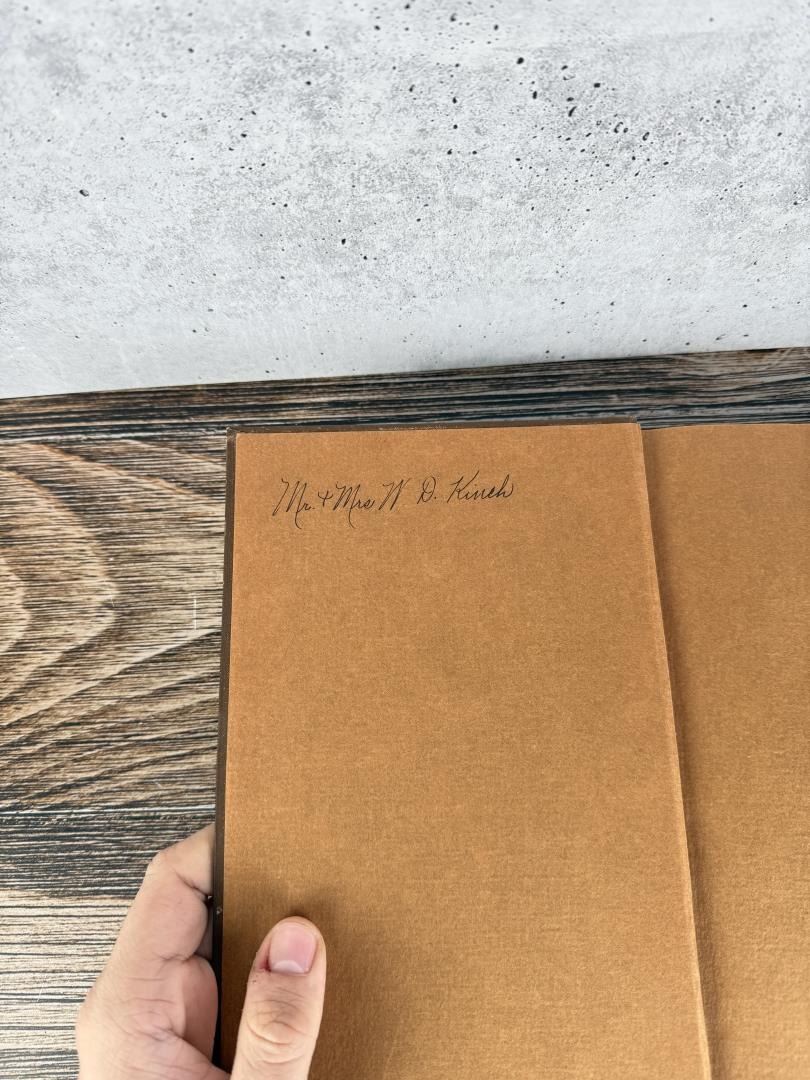 Mr. + Mrs W D. Kinch